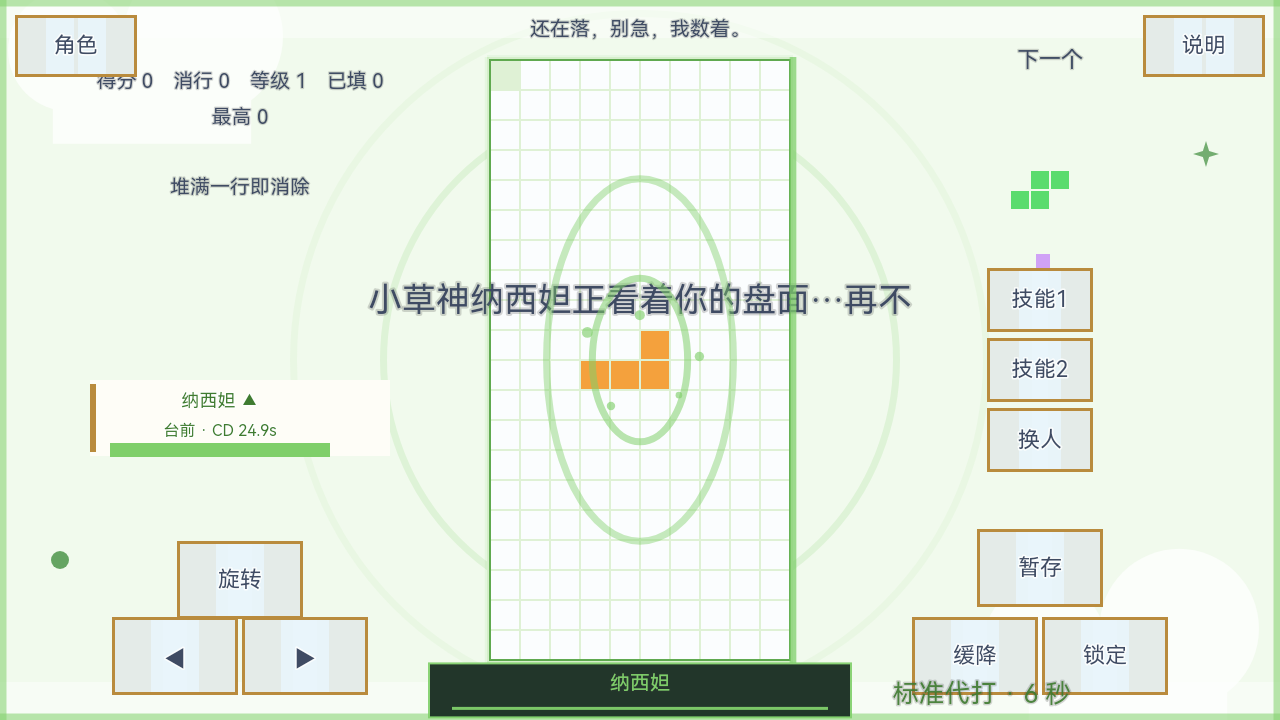 还在落，别急，我数着。
角色
说明
得分 0 消行 0 等级 1 已填 0
最高 0
下一个
堆满一行即消除
小草神纳西妲正看着你的盘面…再不
技能1
技能2
换人
纳西妲 ▲
台前 · CD 24.9s
旋转
◀
▶
暂存
缓降
锁定
纳西妲
标准代打 · 6 秒